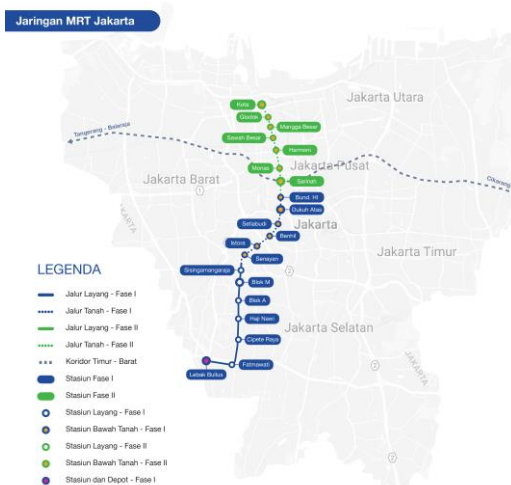 Jaringan MRT Jakarta
Jakarta Utara
Kota
Glodok
Mangga Besar
Sawah Besar
Harmoni
Tangerang - Balaraja
Monas
Jakarta Pusat
Jakarta Barat
Sarinah
Cikarang
Bund. HI
Dukuh Atas
Setiabudi
Jakarta
Benhil
Istora
Jakarta Timur
Senayan
Sisingamangaraja
Blok M
Blok A
Haji Nawi
Jakarta Selatan
Cipete Raya
Fatmawati
Lebak Bulus
JAKARTA
JAKARTA
LEGENDA
Jalur Layang - Fase I
Jalur Tanah - Fase I
Jalur Layang - Fase II
Jalur Tanah - Fase II
Koridor Timur - Barat
Stasiun Fase I
Stasiun Fase II
Stasiun Layang - Fase I
Stasiun Bawah Tanah - Fase I
Stasiun Layang - Fase II
Stasiun Bawah Tanah - Fase II
Stasiun dan Depot - Fase I